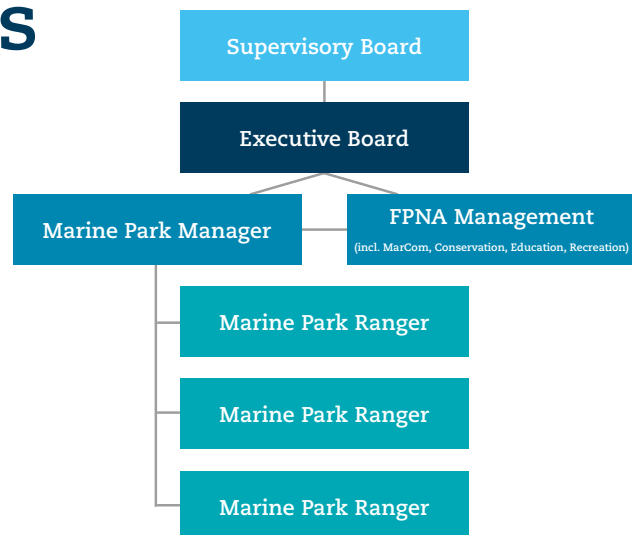 S
Supervisory Board
Executive Board
Marine Park Manager
FPNA Management
(incl. MarCom, Conservation, Education, Recreation)
Marine Park Ranger
Marine Park Ranger
Marine Park Ranger